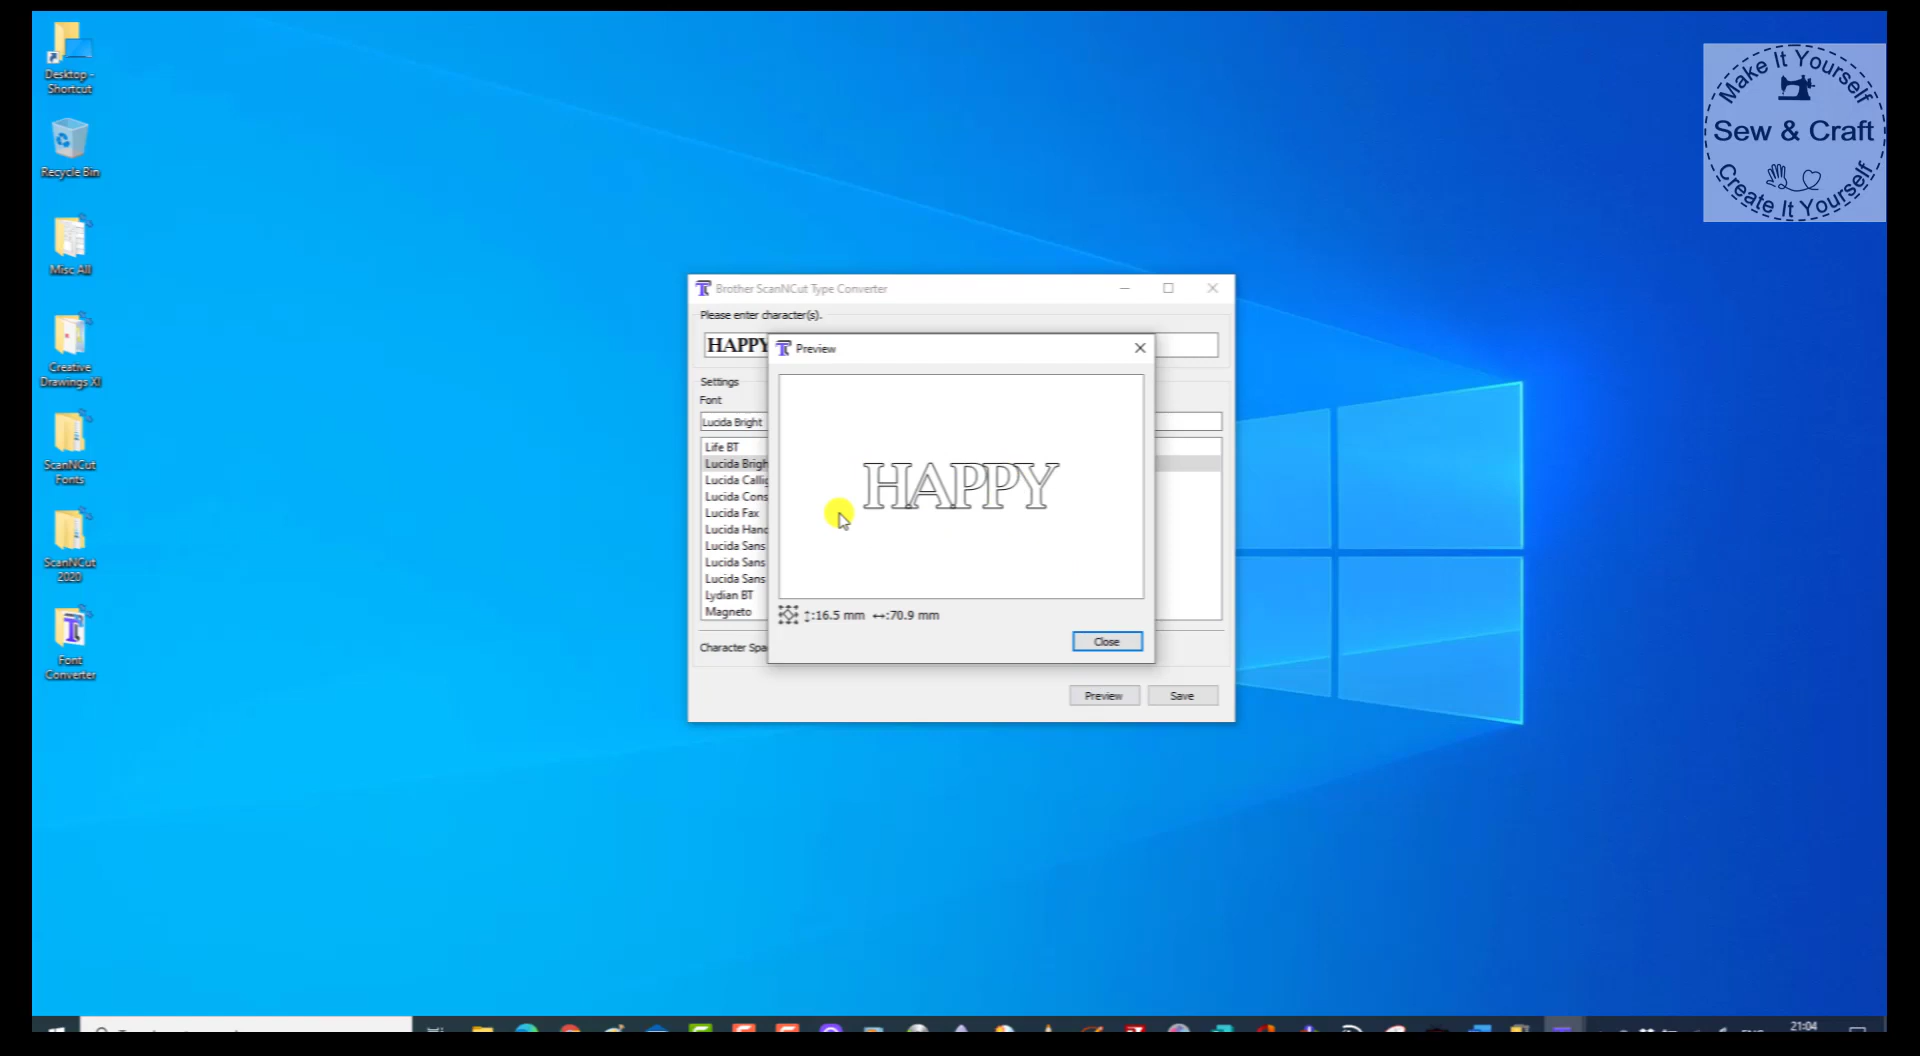 Desktop -
Shortcut
Recycle Bin
Misc All
Creative
Drawings XI
ScanNCut
Fonts
ScanNCut
2020
Font
Converter
Make It Yourself
Sew & Craft
Create It Yourself
Brother ScanNCut Type Converter
Please enter character(s).
HAPPY
Settings
Font
Lucida Bright
Life BT
Lucida Brigh
Lucida Callig
Lucida Cons
Lucida Fax
Lucida Hand
Lucida Sans
Lucida Sans
Lucida Sans
Lydian BT
Magneto
Character Spa
Preview
HAPPY
↕:16.5 mm ↔:70.9 mm
Close
Preview Save
21:04